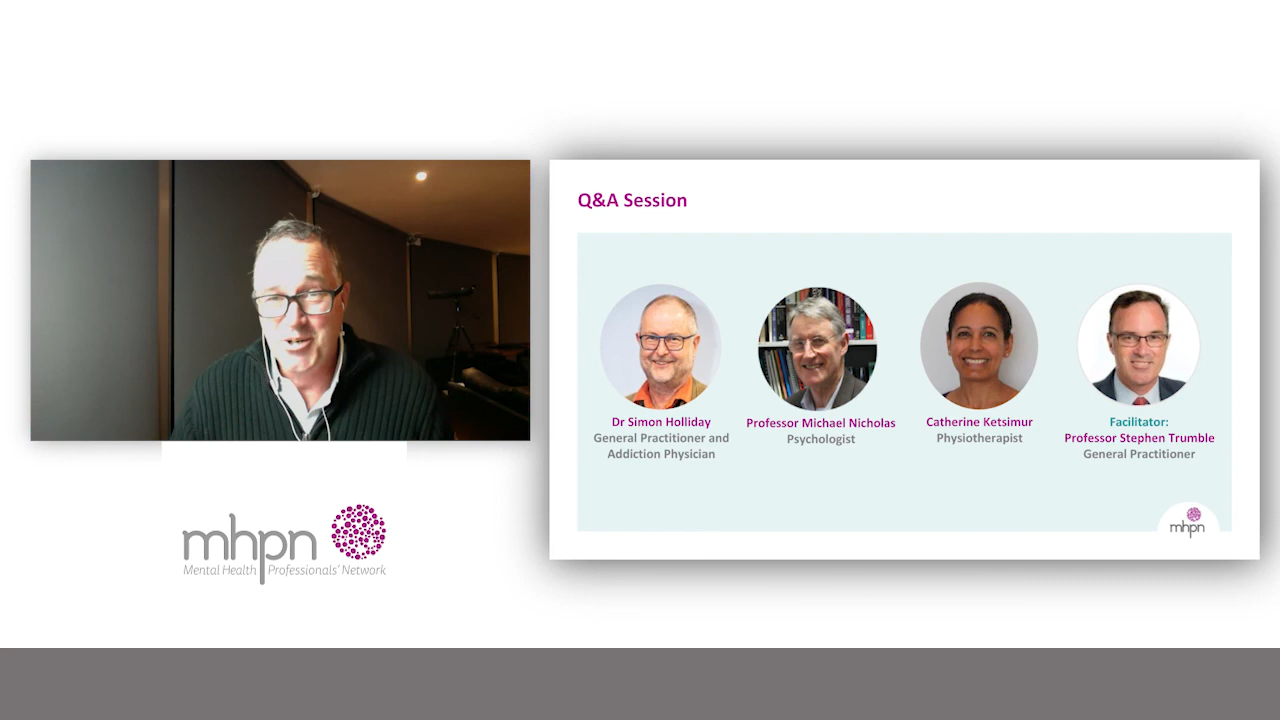 Q&A Session
Dr Simon Holliday
General Practitioner and
Addiction Physician
Professor Michael Nicholas
Psychologist
Catherine Ketsimur
Physiotherapist
Facilitator:
Professor Stephen Trumble
General Practitioner
mhpn
mhpn
Mental Health Professionals' Network